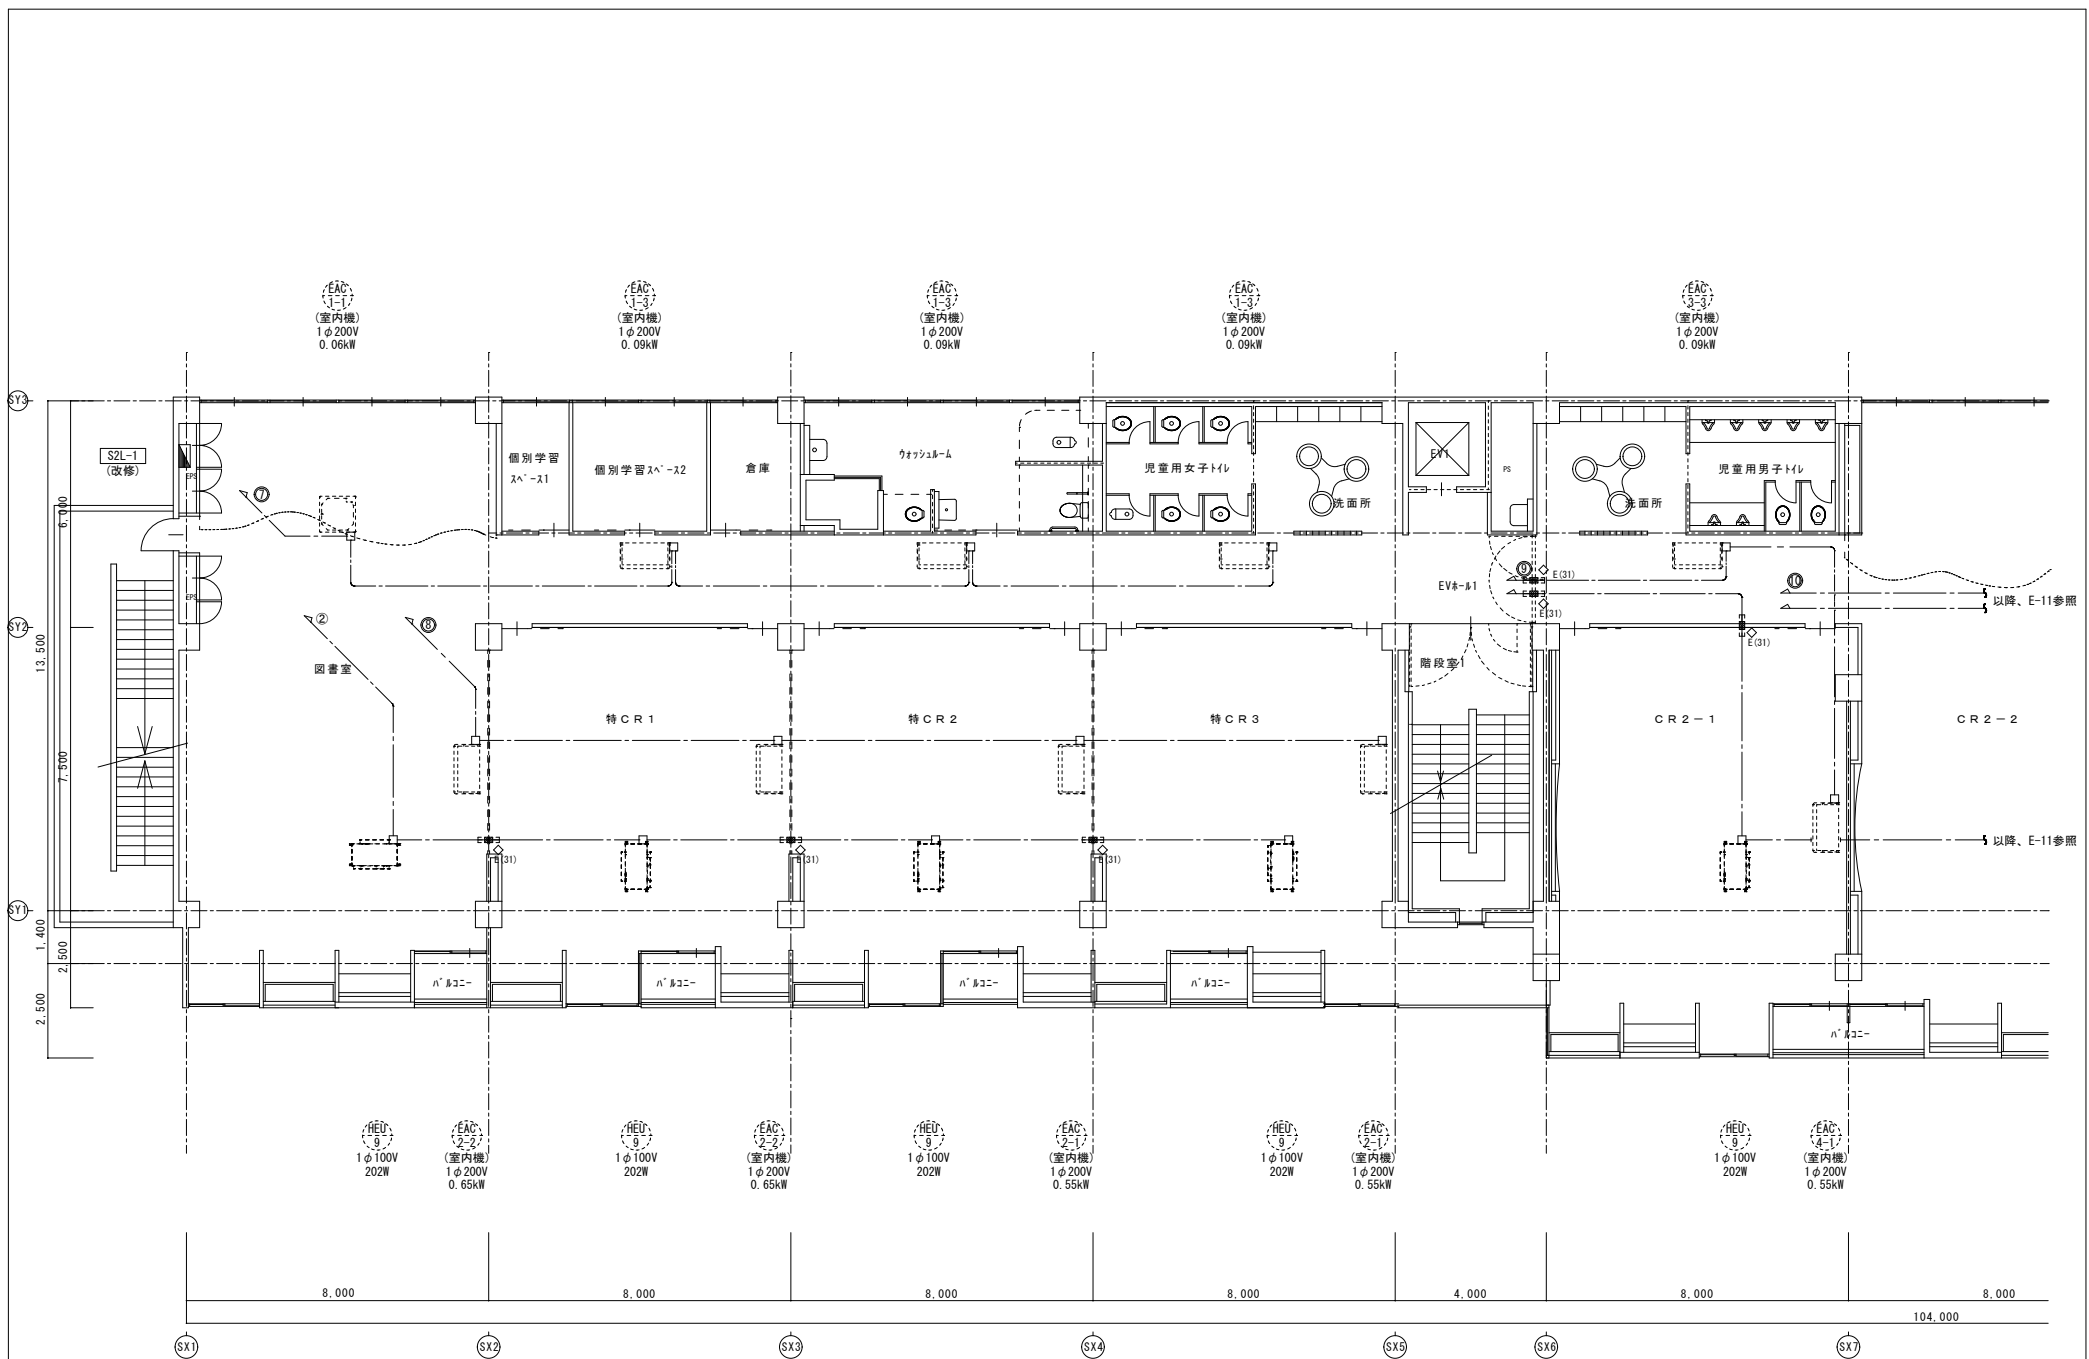 EAC
1-1
(室内機)
1φ200V
0.06kW
EAC
1-3
(室内機)
1φ200V
0.09kW
EAC
1-3
(室内機)
1φ200V
0.09kW
EAC
1-3
(室内機)
1φ200V
0.09kW
EAC
3-3
(室内機)
1φ200V
0.09kW
SY3
S2L-1
(改修)
EPS
⑦
個別学習
スペース1
個別学習スペース2
倉庫
ウォッシュルーム
児童用女子トイレ
洗面所
EV1
PS
洗面所
児童用男子トイレ
6,000
EPS
EVホール1
⑨
E(31)
E(31)
⑩
以降、E-11参照
SY2
②
⑧
E(31)
13,500
図書室
階段室1
特CR1
特CR2
特CR3
CR2-1
CR2-2
7,500
E(31)
E(31)
E(31)
以降、E-11参照
SY1
1,400
2,500
2,500
バルコニー
バルコニー
バルコニー
バルコニー
バルコニー
HEU
9
1φ100V
202W
EAC
2-2
(室内機)
1φ200V
0.65kW
HEU
9
1φ100V
202W
EAC
2-2
(室内機)
1φ200V
0.65kW
HEU
9
1φ100V
202W
EAC
2-1
(室内機)
1φ200V
0.55kW
HEU
9
1φ100V
202W
EAC
2-1
(室内機)
1φ200V
0.55kW
HEU
9
1φ100V
202W
EAC
4-1
(室内機)
1φ200V
0.55kW
8,000
8,000
8,000
8,000
4,000
8,000
8,000
104,000
SX1
SX2
SX3
SX4
SX5
SX6
SX7